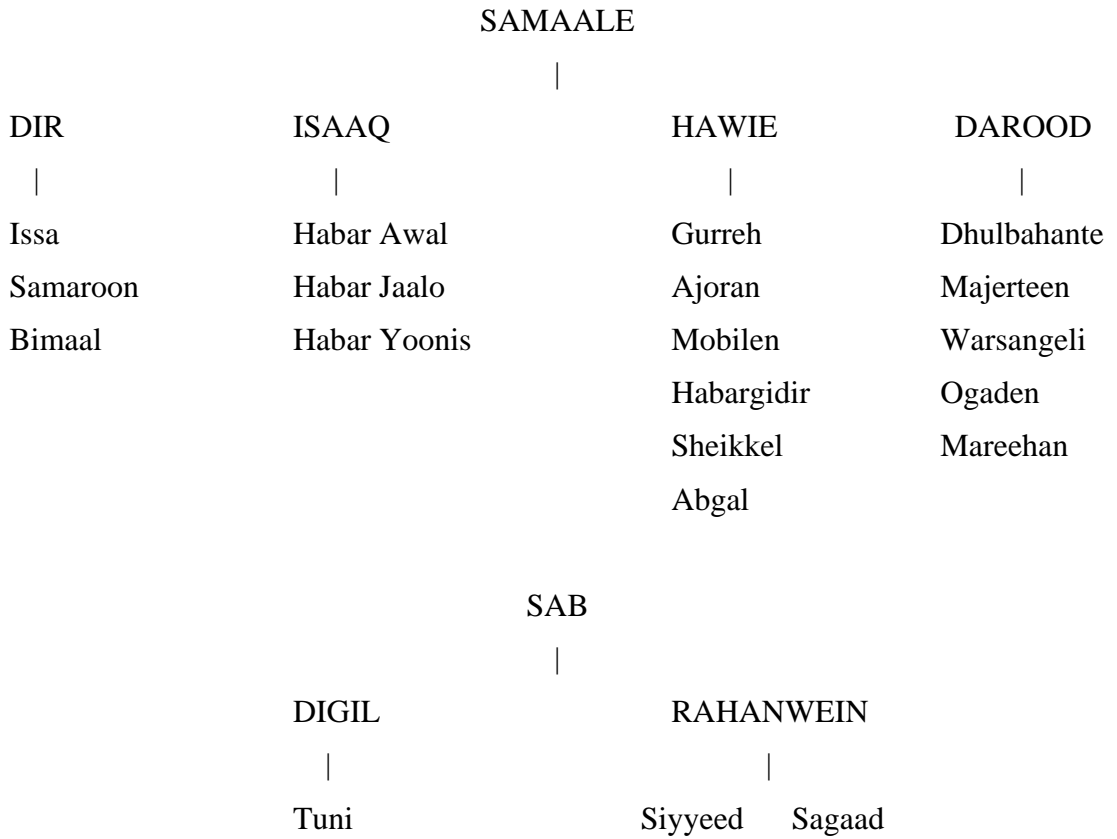 SAMAALE
|
DIR ISAAQ HAWIE DAROOD
| | | |
Issa Habar Awal Gurreh Dhulbahante
Samaroon Habar Jaalo Ajoran Majerteen
Bimaal Habar Yoonis Mobilen Warsangeli
Habargidir Ogaden
Sheikkel Mareehan
Abgal
SAB
|
DIGIL RAHANWEIN
| |
Tuni Siyyeed Sagaad